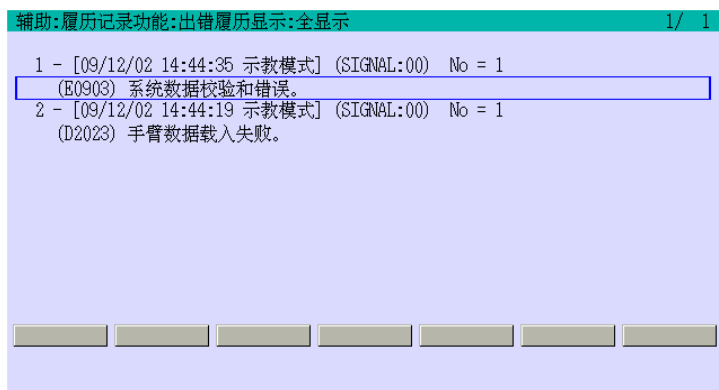 辅助:履历记录功能:出错履历显示:全显示 1/ 1
1 - [09/12/02 14:44:35 示教模式] (SIGNAL:00) No = 1
(E0903) 系统数据校验和错误。
2 - [09/12/02 14:44:19 示教模式] (SIGNAL:00) No = 1
(D2023) 手臂数据载入失败。